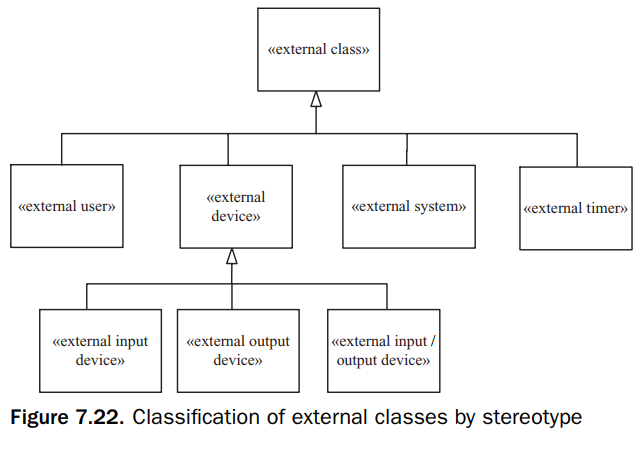 «external class»
«external user»
«external
device»
«external system»
«external timer»
«external input
device»
«external output
device»
«external input /
output device»
Figure 7.22. Classification of external classes by stereotype